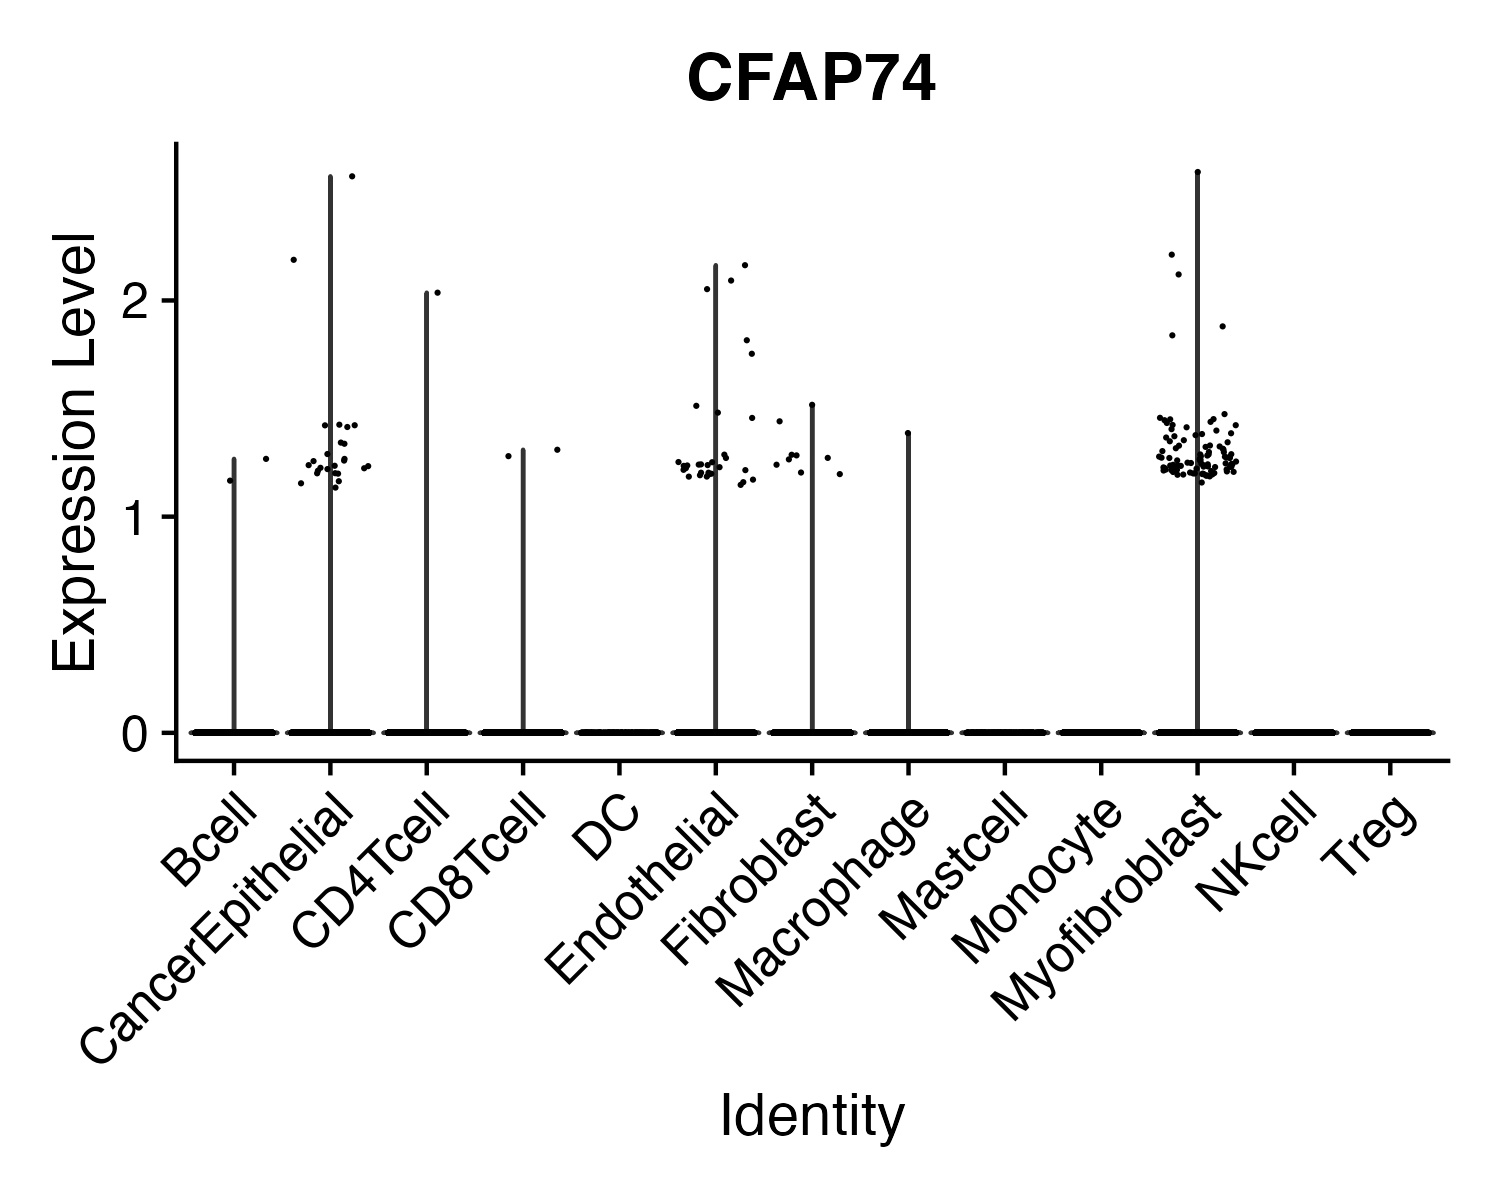 CFAP74
Expression Level
2
1
0
Bcell
CancerEpithelial
CD4Tcell
CD8Tcell
DC
Endothelial
Fibroblast
Macrophage
Mastcell
Monocyte
Myofibroblast
NKcell
Treg
Identity